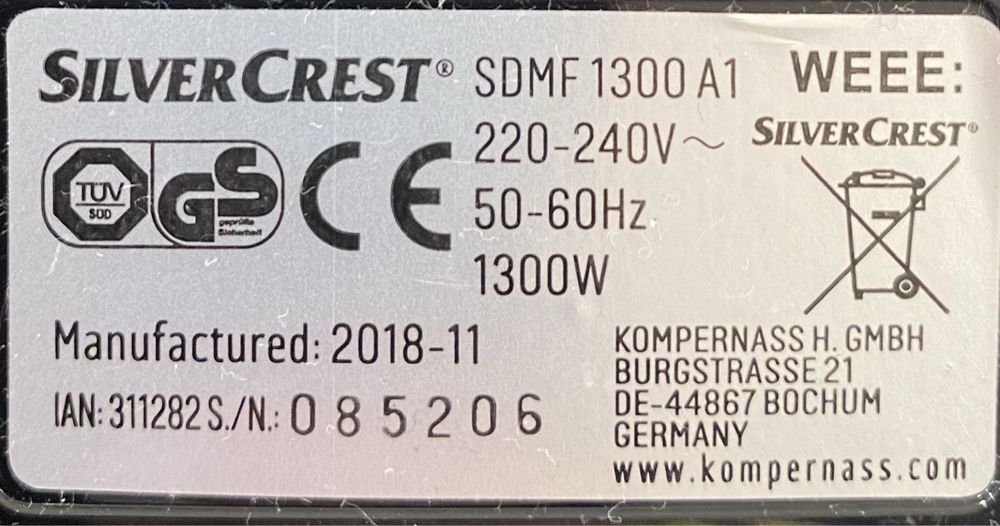 SILVERCREST® SDMF 1300 A1
220-240V~
50-60Hz
1300W
WEEE:
SILVERCREST®
TÜV
SÜD
GS
geprüfte
Sicherheit
CE
Manufactured: 2018-11
IAN: 311282 S./N.: 085206
KOMPERNASS H. GMBH
BURGSTRASSE 21
DE-44867 BOCHUM
GERMANY
www.kompernass.com